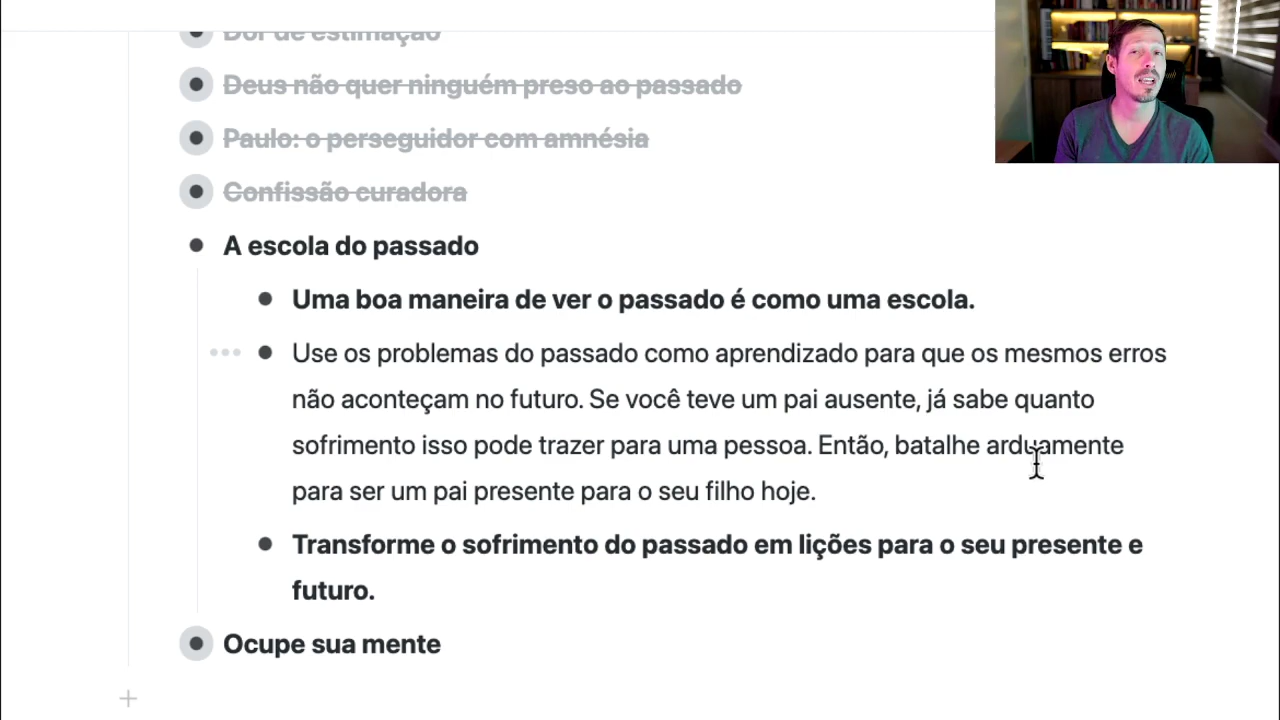 Dor de estimação
Deus não quer ninguém preso ao passado
Paulo: o perseguidor com amnésia
Confissão curadora
A escola do passado
Uma boa maneira de ver o passado é como uma escola.
Use os problemas do passado como aprendizado para que os mesmos erros
não aconteçam no futuro. Se você teve um pai ausente, já sabe quanto
sofrimento isso pode trazer para uma pessoa. Então, batalhe arduamente
para ser um pai presente para o seu filho hoje.
Transforme o sofrimento do passado em lições para o seu presente e
futuro.
Ocupe sua mente